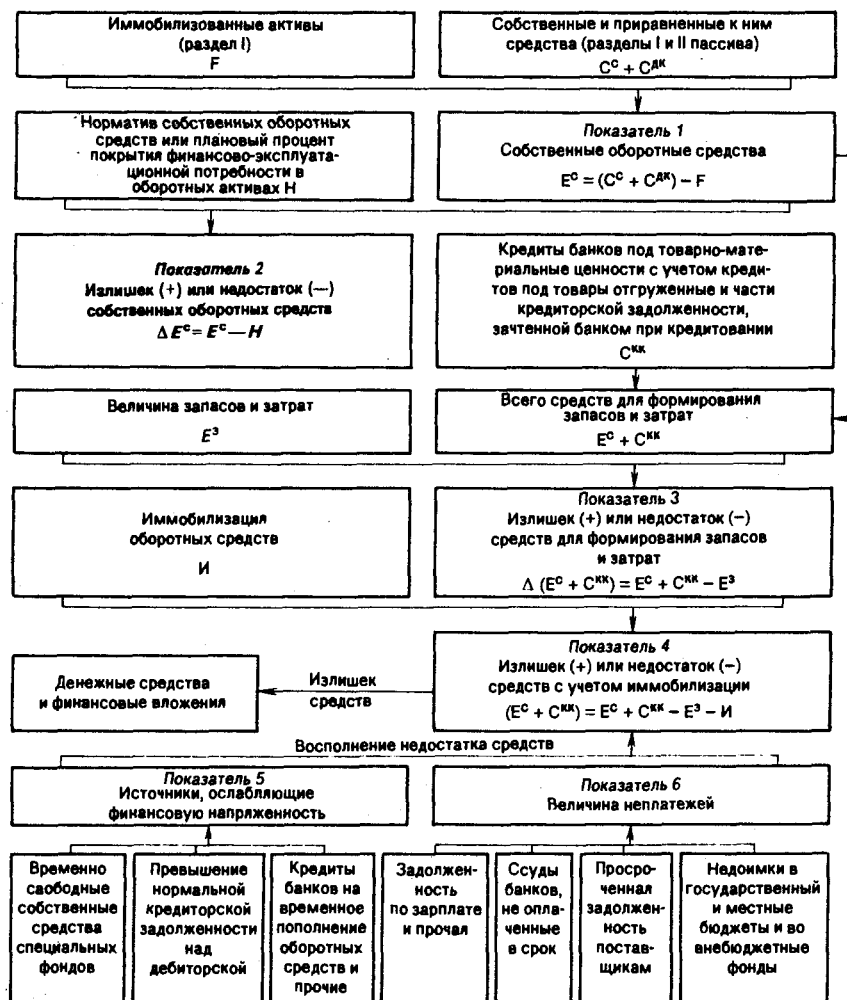 Иммобилизованные активы
(раздел I)
F
Собственные и приравненные к ним
средства (разделы I и II пассива)
Cᶜ + Cᴰᴷ
Норматив собственных оборотных
средств или плановый процент
покрытия финансово-эксплуата-
ционной потребности в
оборотных активах Н
Показатель 1
Собственные оборотные средства
Eᶜ = (Cᶜ + Cᴰᴷ) – F
Показатель 2
Излишек (+) или недостаток (—)
собственных оборотных средств
Δ Eᶜ = Eᶜ — Н
Кредиты банков под товарно-мате-
риальные ценности с учетом креди-
тов под товары отгруженные и части
кредиторской задолженности,
зачтенной банком при кредитовании
Cᴷᴷ
Величина запасов и затрат
Eᶾ
Всего средств для формирования
запасов и затрат
Eᶜ + Cᴷᴷ
Иммобилизация
оборотных средств
И
Показатель 3
Излишек (+) или недостаток (–)
средств для формирования запасов
и затрат
Δ (Eᶜ + Cᴷᴷ) = Eᶜ + Cᴷᴷ – Eᶾ
Показатель 4
Излишек (+) или недостаток (–)
средств с учетом иммобилизации
(Eᶜ + Cᴷᴷ) = Eᶜ + Cᴷᴷ – Eᶾ – И
Денежные средства
и финансовые вложения
Излишек
средств
Восполнение недостатка средств
Показатель 5
Источники, ослабляющие
финансовую напряженность
Показатель 6
Величина неплатежей
Временно
сваободные
собственные
средства
специальных
фондов
Превышение
нормальной
кредиторской
задолженности
над
дебиторской
Кредиты
банков на
временное
пополнение
оборотных
средств и
прочие
Задолжен-
ность
по зарплате
и прочая
Ссуды
банков,
не опла-
ченные
в срок
Просро-
ченная
задолжен-
ность
постав-
щикам
Недоимки в
государственный
и местные
бюджеты и во
внебюджетные
фонды